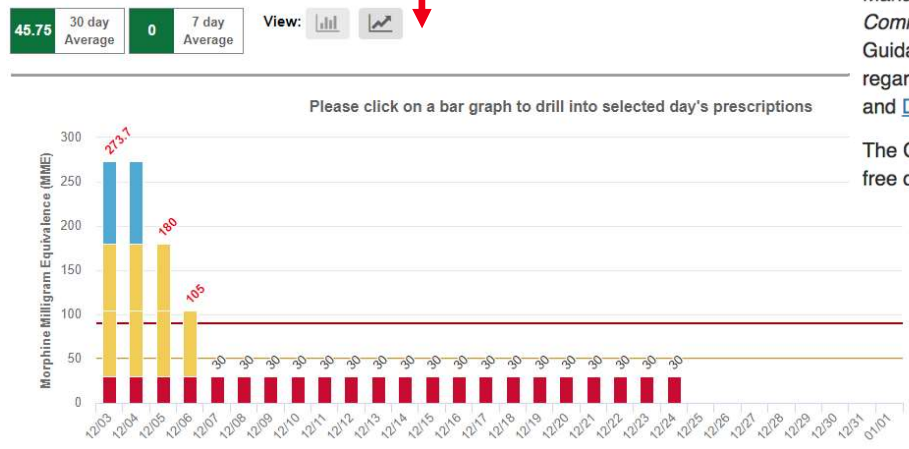 45.75 30 day Average 0 7 day Average View:
Comm
Guida
regar
and D
The C
free o
Please click on a bar graph to drill into selected day's prescriptions
Morphine Milligram Equivalence (MME)
300
250
200
150
100
50
0
273.7
180
105
30 30 30 30 30 30 30 30 30 30 30 30 30 30 30 30 30 30
12/03 12/04 12/05 12/06 12/07 12/08 12/09 12/10 12/11 12/12 12/13 12/14 12/15 12/16 12/17 12/18 12/19 12/20 12/21 12/22 12/23 12/24 12/25 12/26 12/27 12/28 12/29 12/30 12/31 01/01